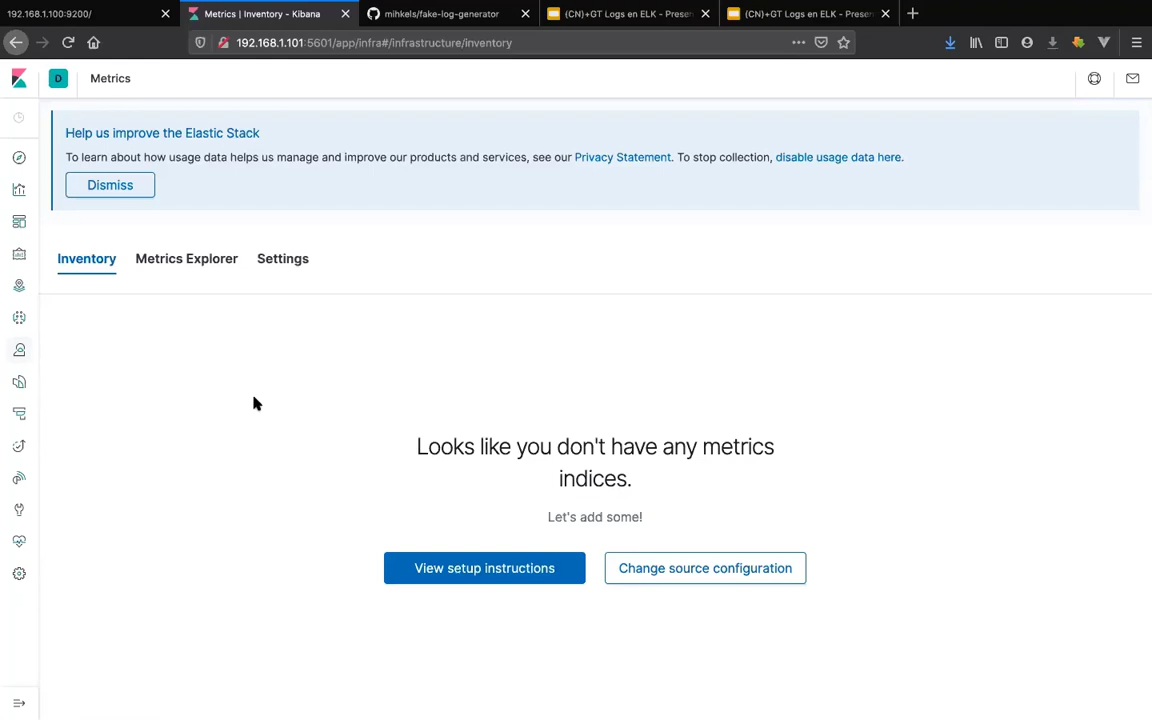 192.168.1.100:9200/
Metrics | Inventory - Kibana
mihkels/fake-log-generator
(CN)+GT Logs en ELK - Presen
(CN)+GT Logs en ELK - Presen
192.168.1.101:5601/app/infra#/infrastructure/inventory
D
Metrics
Help us improve the Elastic Stack
To learn about how usage data helps us manage and improve our products and services, see our Privacy Statement. To stop collection, disable usage data here.
Dismiss
Inventory
Metrics Explorer
Settings
Looks like you don't have any metrics
indices.
Let's add some!
View setup instructions
Change source configuration